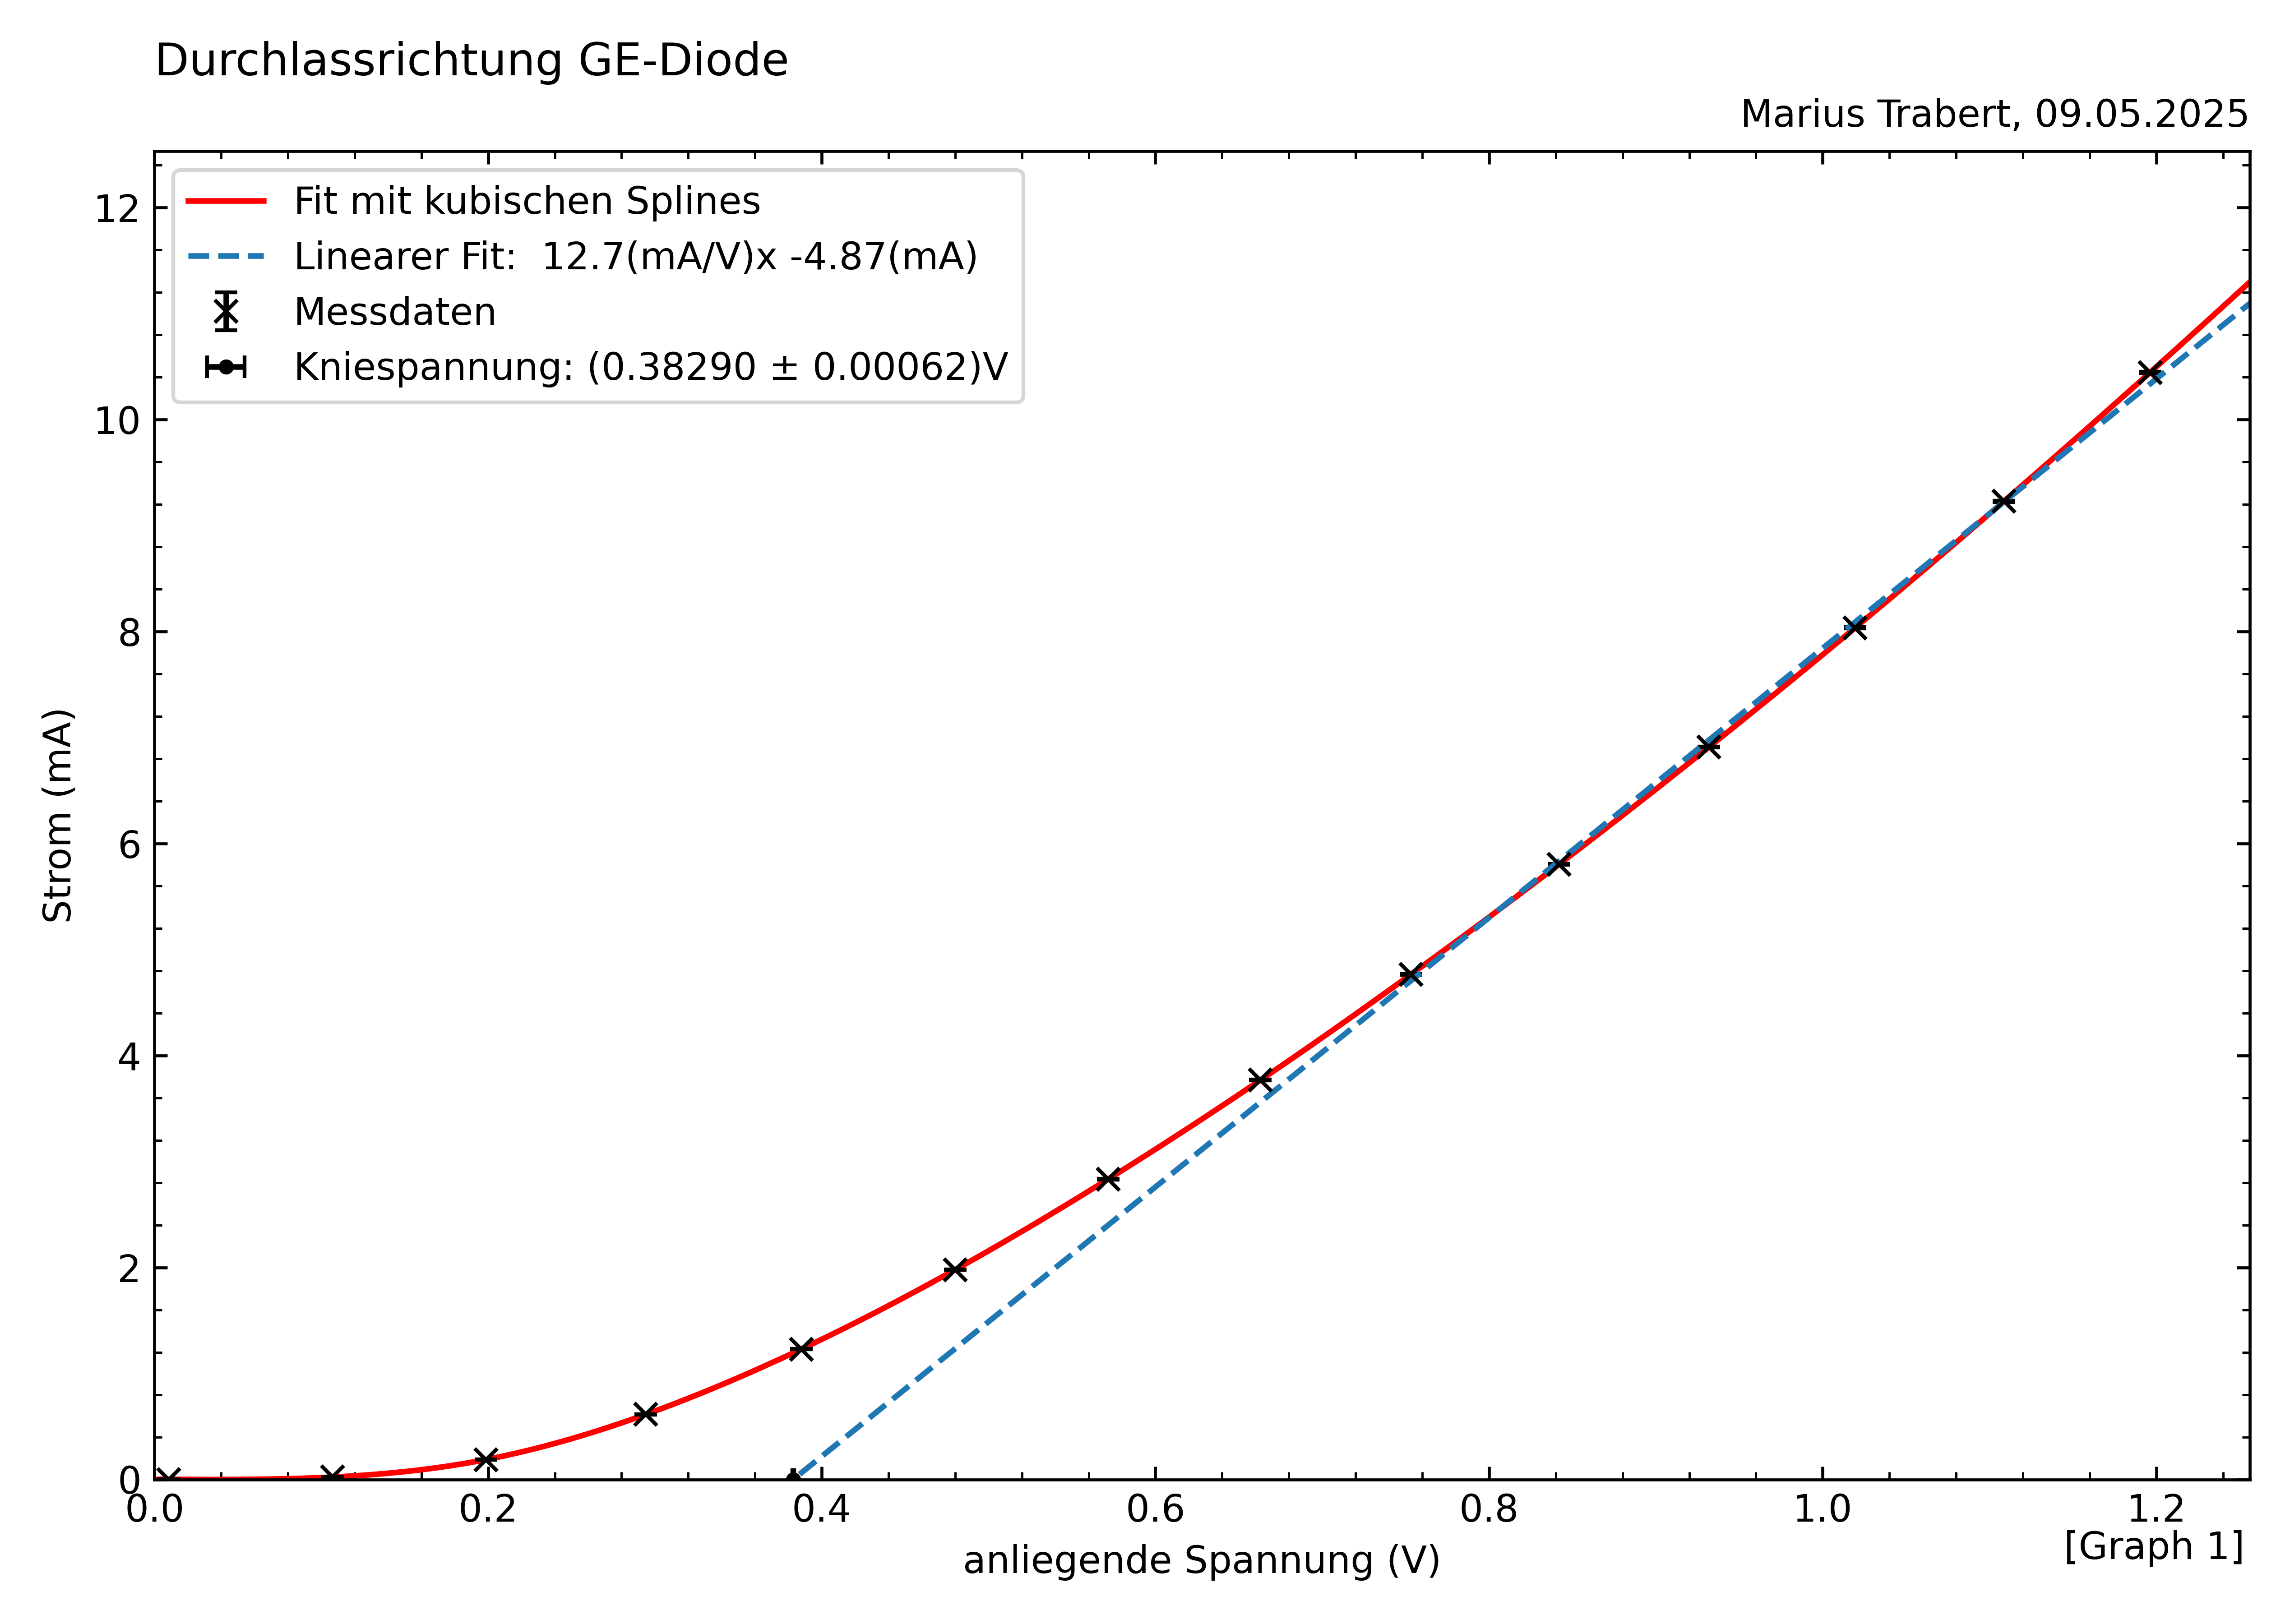 Durchlassrichtung GE-Diode
Marius Trabert, 09.05.2025
Fit mit kubischen Splines
Linearer Fit:  12.7(mA/V)x -4.87(mA)
Messdaten
Kniespannung: (0.38290 ± 0.00062)V
12
10
8
6
4
2
0
Strom (mA)
0.0 0.2 0.4 0.6 0.8 1.0 1.2
anliegende Spannung (V)
[Graph 1]